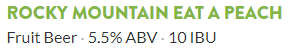 ROCKY MOUNTAIN EAT A PEACH
Fruit Beer · 5.5% ABV · 10 IBU